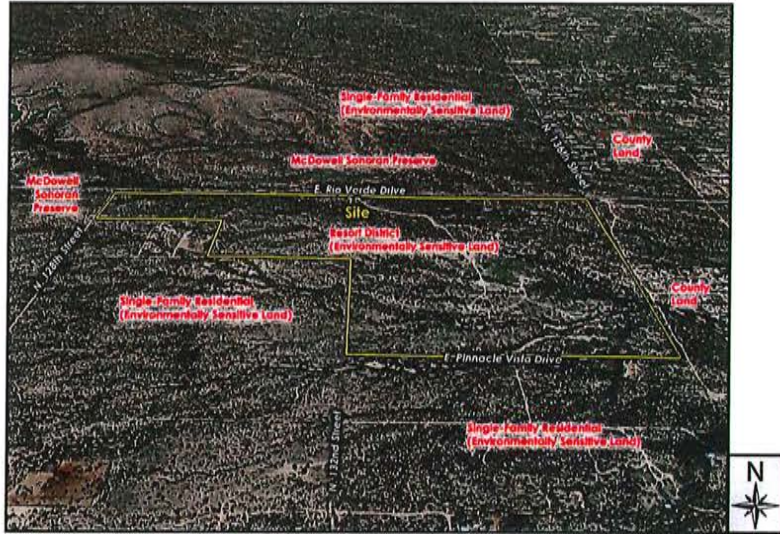 Single-Family Residential
(Environmentally Sensitive Land)
N. 136th Street
County
Land
McDowell Sonoran Preserve
McDowell
Sonoran
Preserve
E. Rio Verde Drive
Site
Resort District
(Environmentally Sensitive Land)
N. 128th Street
County
Land
Single-Family Residential
(Environmentally Sensitive Land)
E. Pinnacle Vista Drive
Single-Family Residential
(Environmentally Sensitive Land)
N. 132nd Street
N